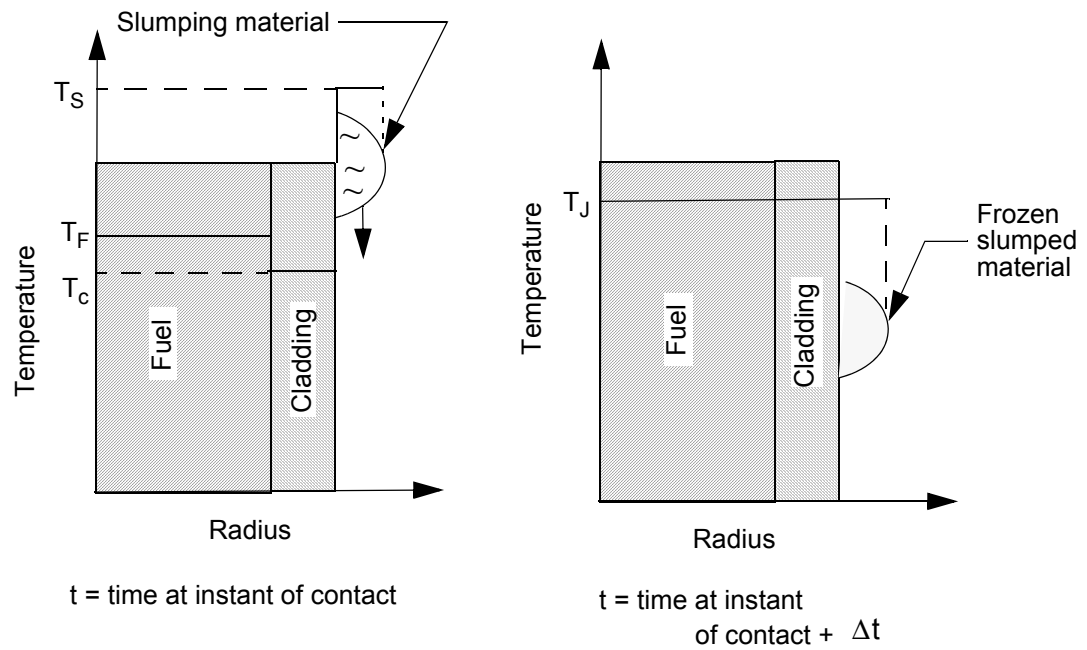 Slumping material
T_S
T_F
T_c
Temperature
Fuel
Cladding
Radius
t = time at instant of contact
T_J
Temperature
Fuel
Cladding
Frozen
slumped
material
Radius
t = time at instant
of contact + Δt